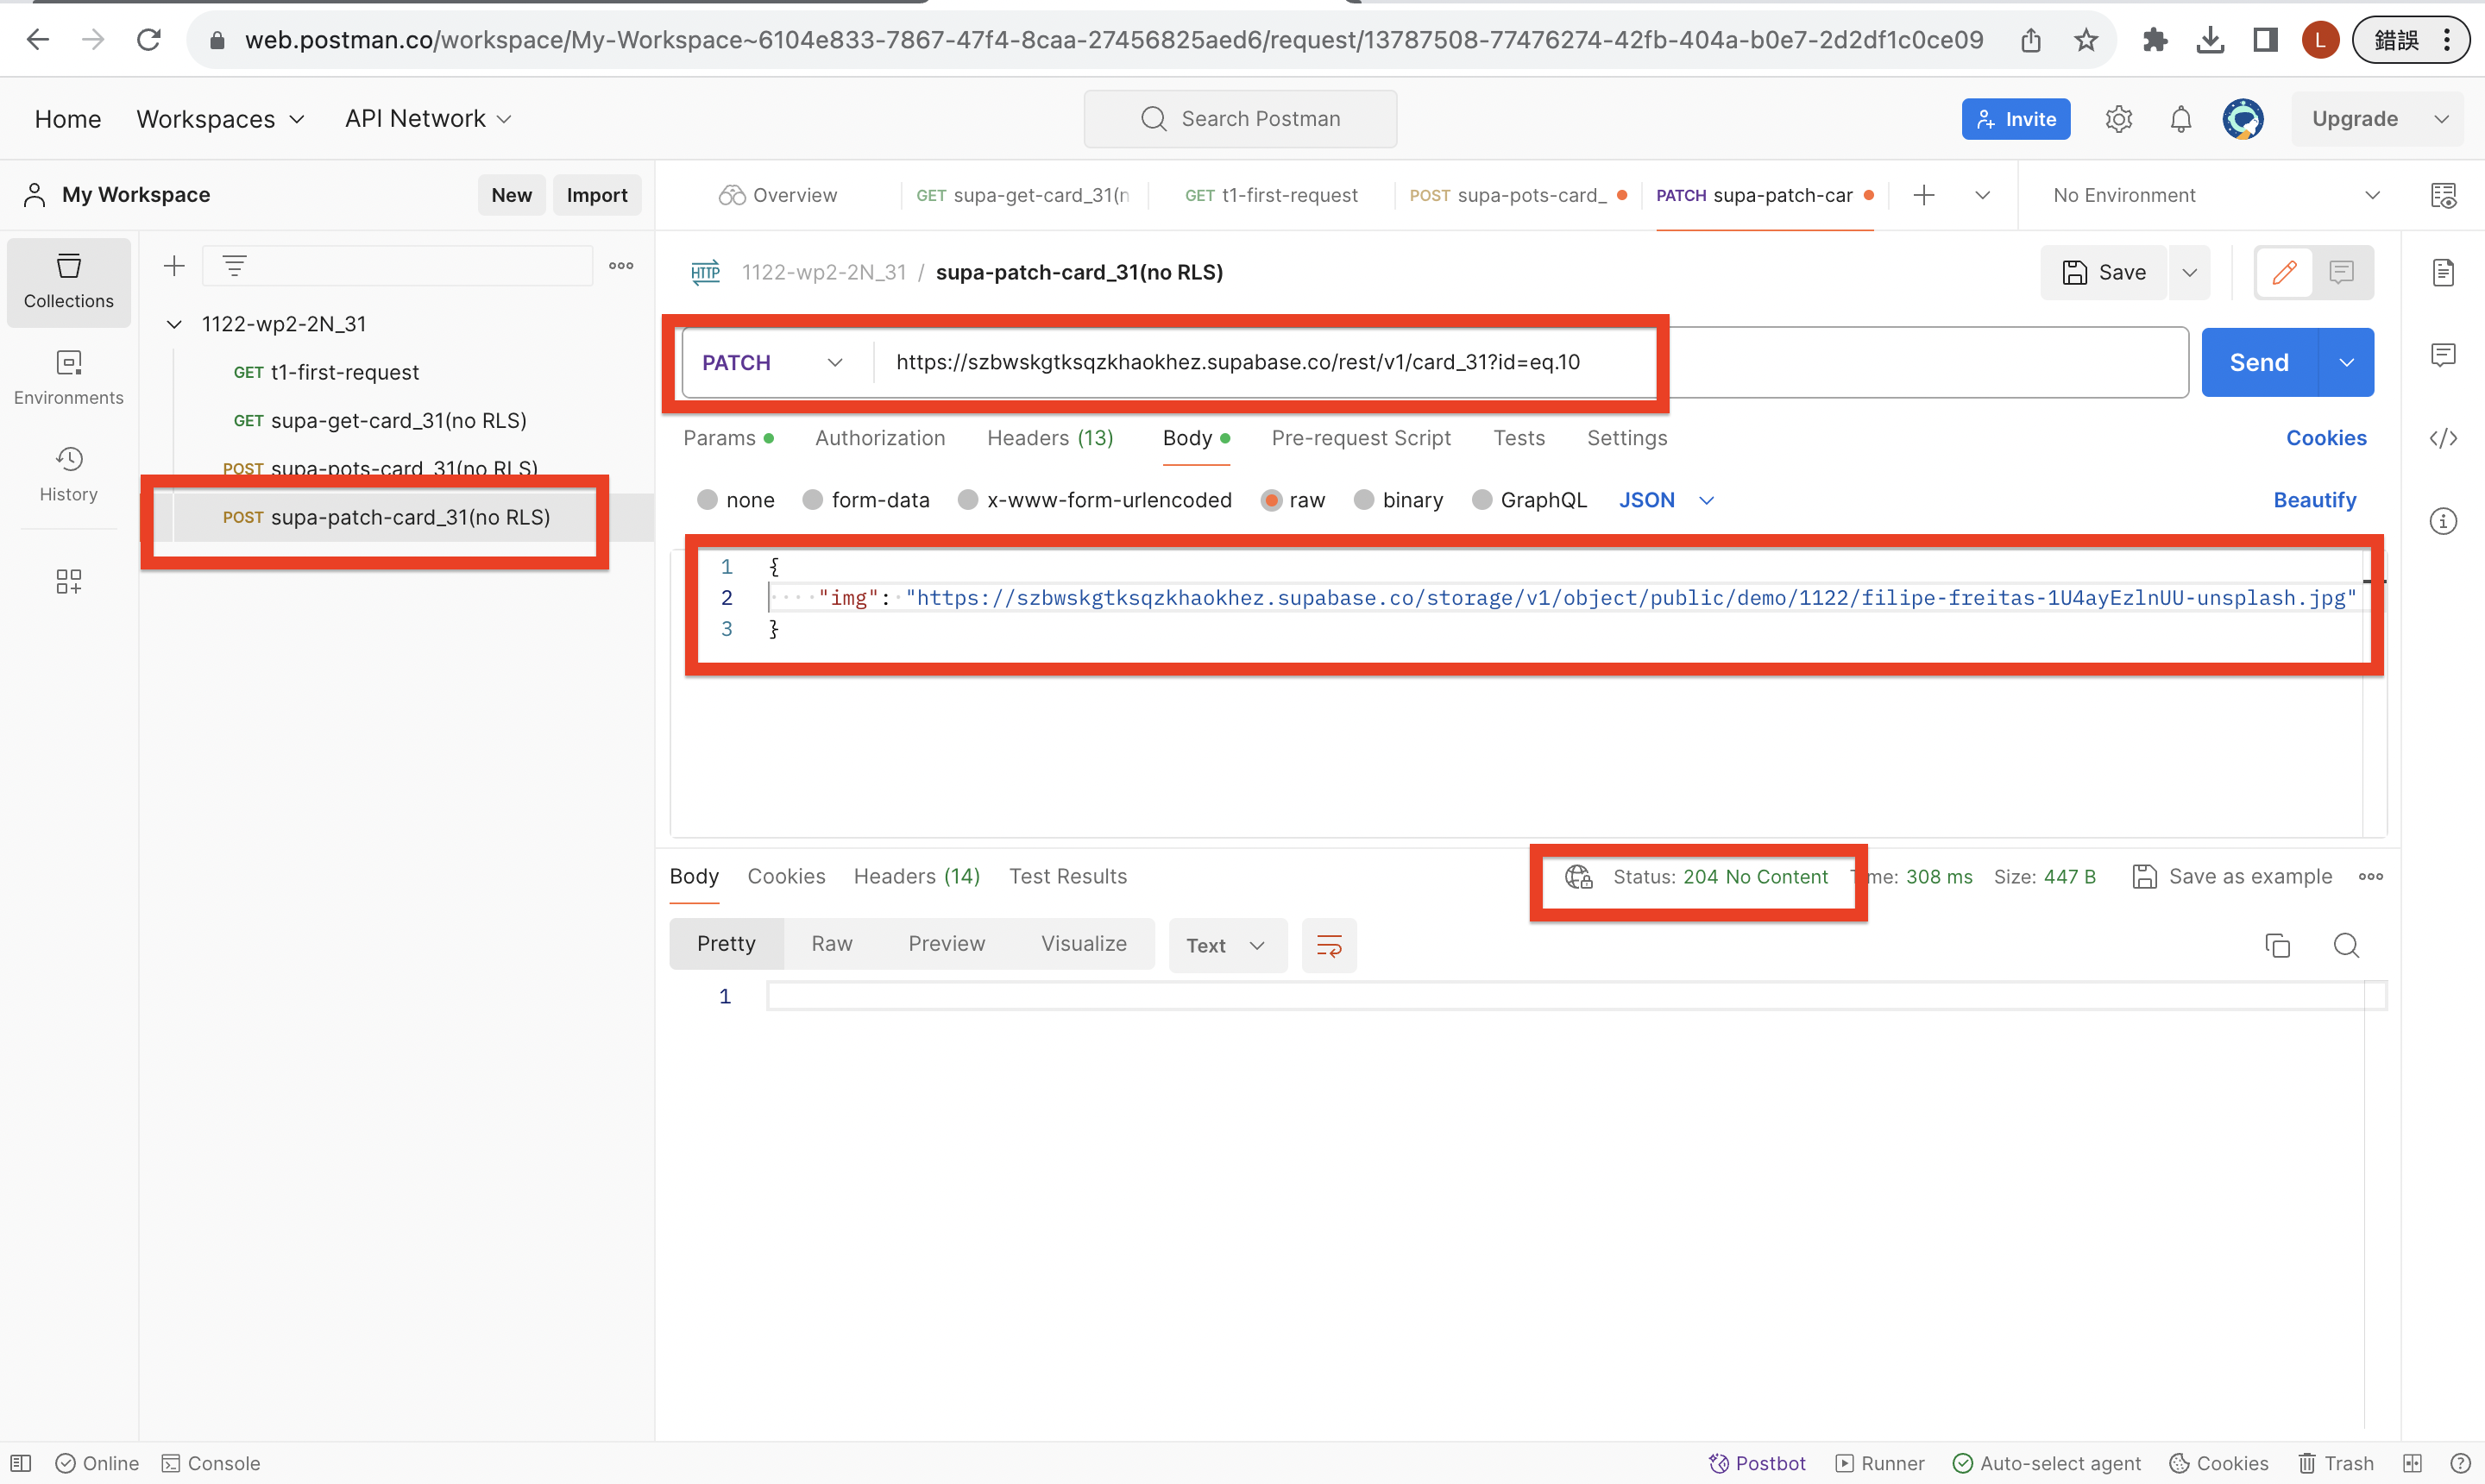 web.postman.co/workspace/My-Workspace~6104e833-7867-47f4-8caa-27456825aed6/request/13787508-77476274-42fb-404a-b0e7-2d2df1c0ce09
L
錯誤
Home
Workspaces
API Network
Search Postman
Invite
Upgrade
My Workspace
New
Import
Overview
GET supa-get-card_31(n
GET t1-first-request
POST supa-pots-card_
PATCH supa-patch-car
No Environment
Collections
Environments
History
1122-wp2-2N_31
GET t1-first-request
GET supa-get-card_31(no RLS)
POST supa-pots-card_31(no RLS)
POST supa-patch-card_31(no RLS)
HTTP 1122-wp2-2N_31 / supa-patch-card_31(no RLS)
Save
PATCH
https://szbwskgtksqzkhaokhez.supabase.co/rest/v1/card_31?id=eq.10
Send
Params
Authorization
Headers (13)
Body
Pre-request Script
Tests
Settings
Cookies
none
form-data
x-www-form-urlencoded
raw
binary
GraphQL
JSON
Beautify
1 {
2 "img": "https://szbwskgtksqzkhaokhez.supabase.co/storage/v1/object/public/demo/1122/filipe-freitas-1U4ayEzlnUU-unsplash.jpg"
3 }
Body
Cookies
Headers (14)
Test Results
Status: 204 No Content
me: 308 ms
Size: 447 B
Save as example
Pretty
Raw
Preview
Visualize
Text
1
Online
Console
Postbot
Runner
Auto-select agent
Cookies
Trash